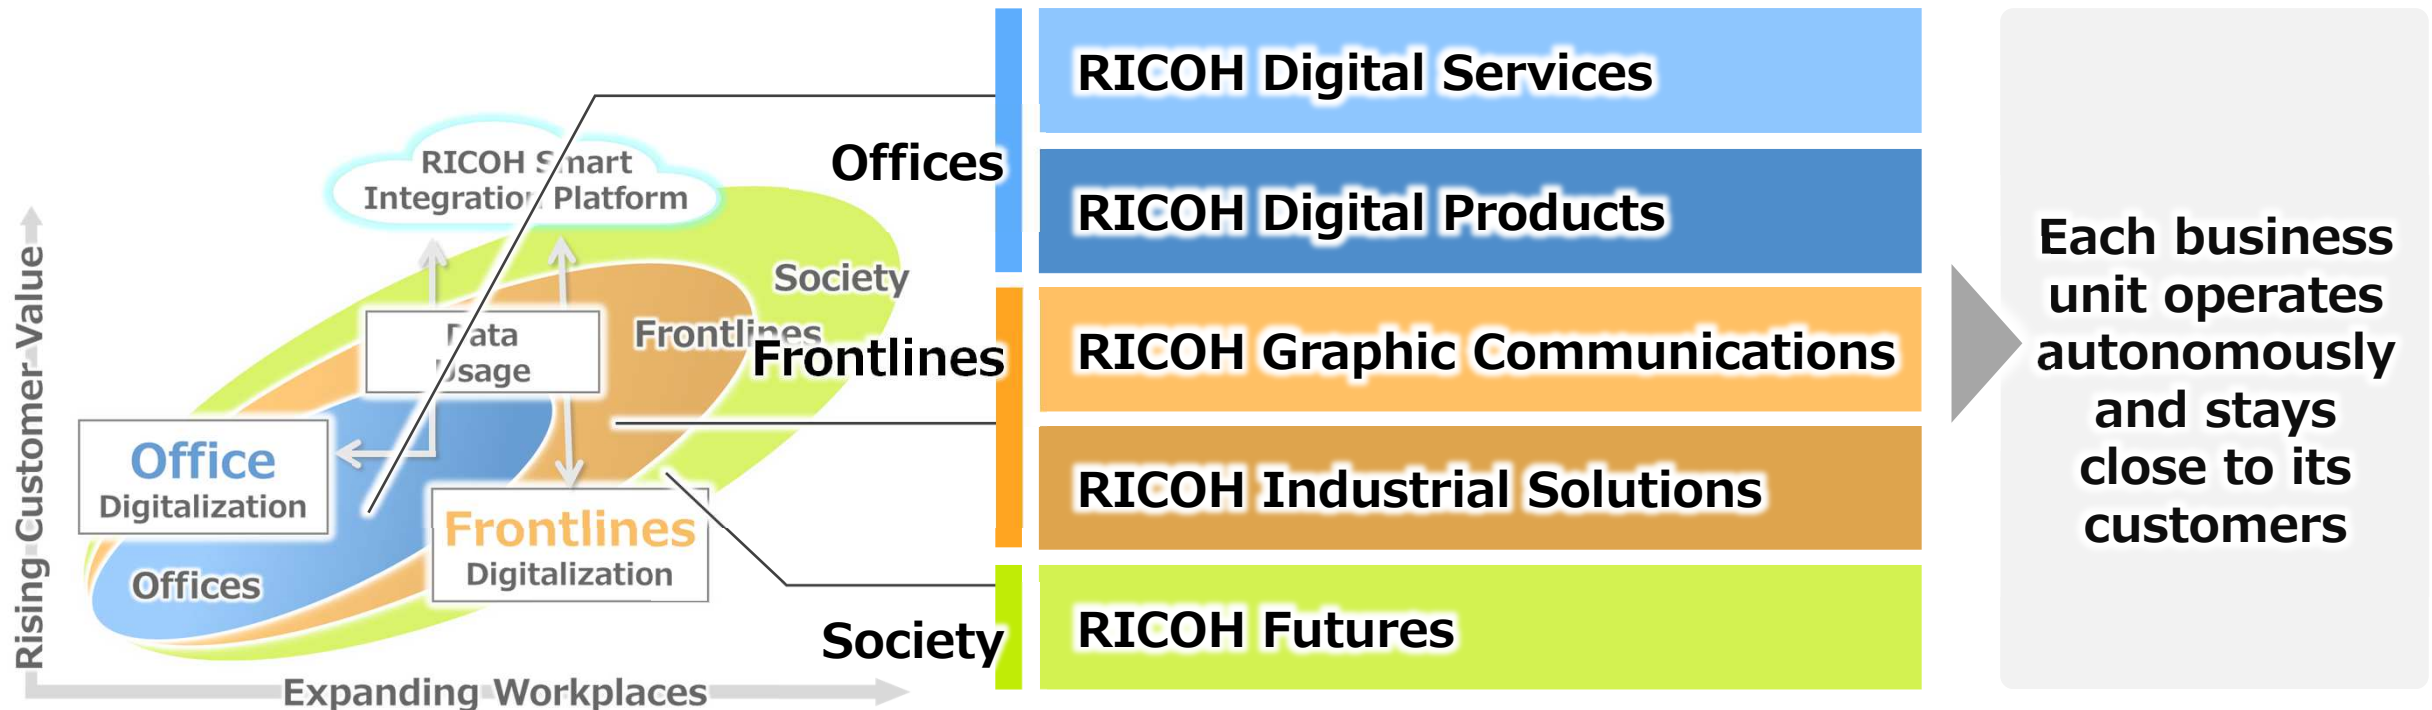 Rising Customer Value
RICOH Smart
Integration Platform
Society
Frontlines
Data
Usage
Office
Digitalization
Frontlines
Digitalization
Offices
Expanding Workplaces
Offices
Frontlines
Society
RICOH Digital Services
RICOH Digital Products
RICOH Graphic Communications
RICOH Industrial Solutions
RICOH Futures
Each business
unit operates
autonomously
and stays
close to its
customers